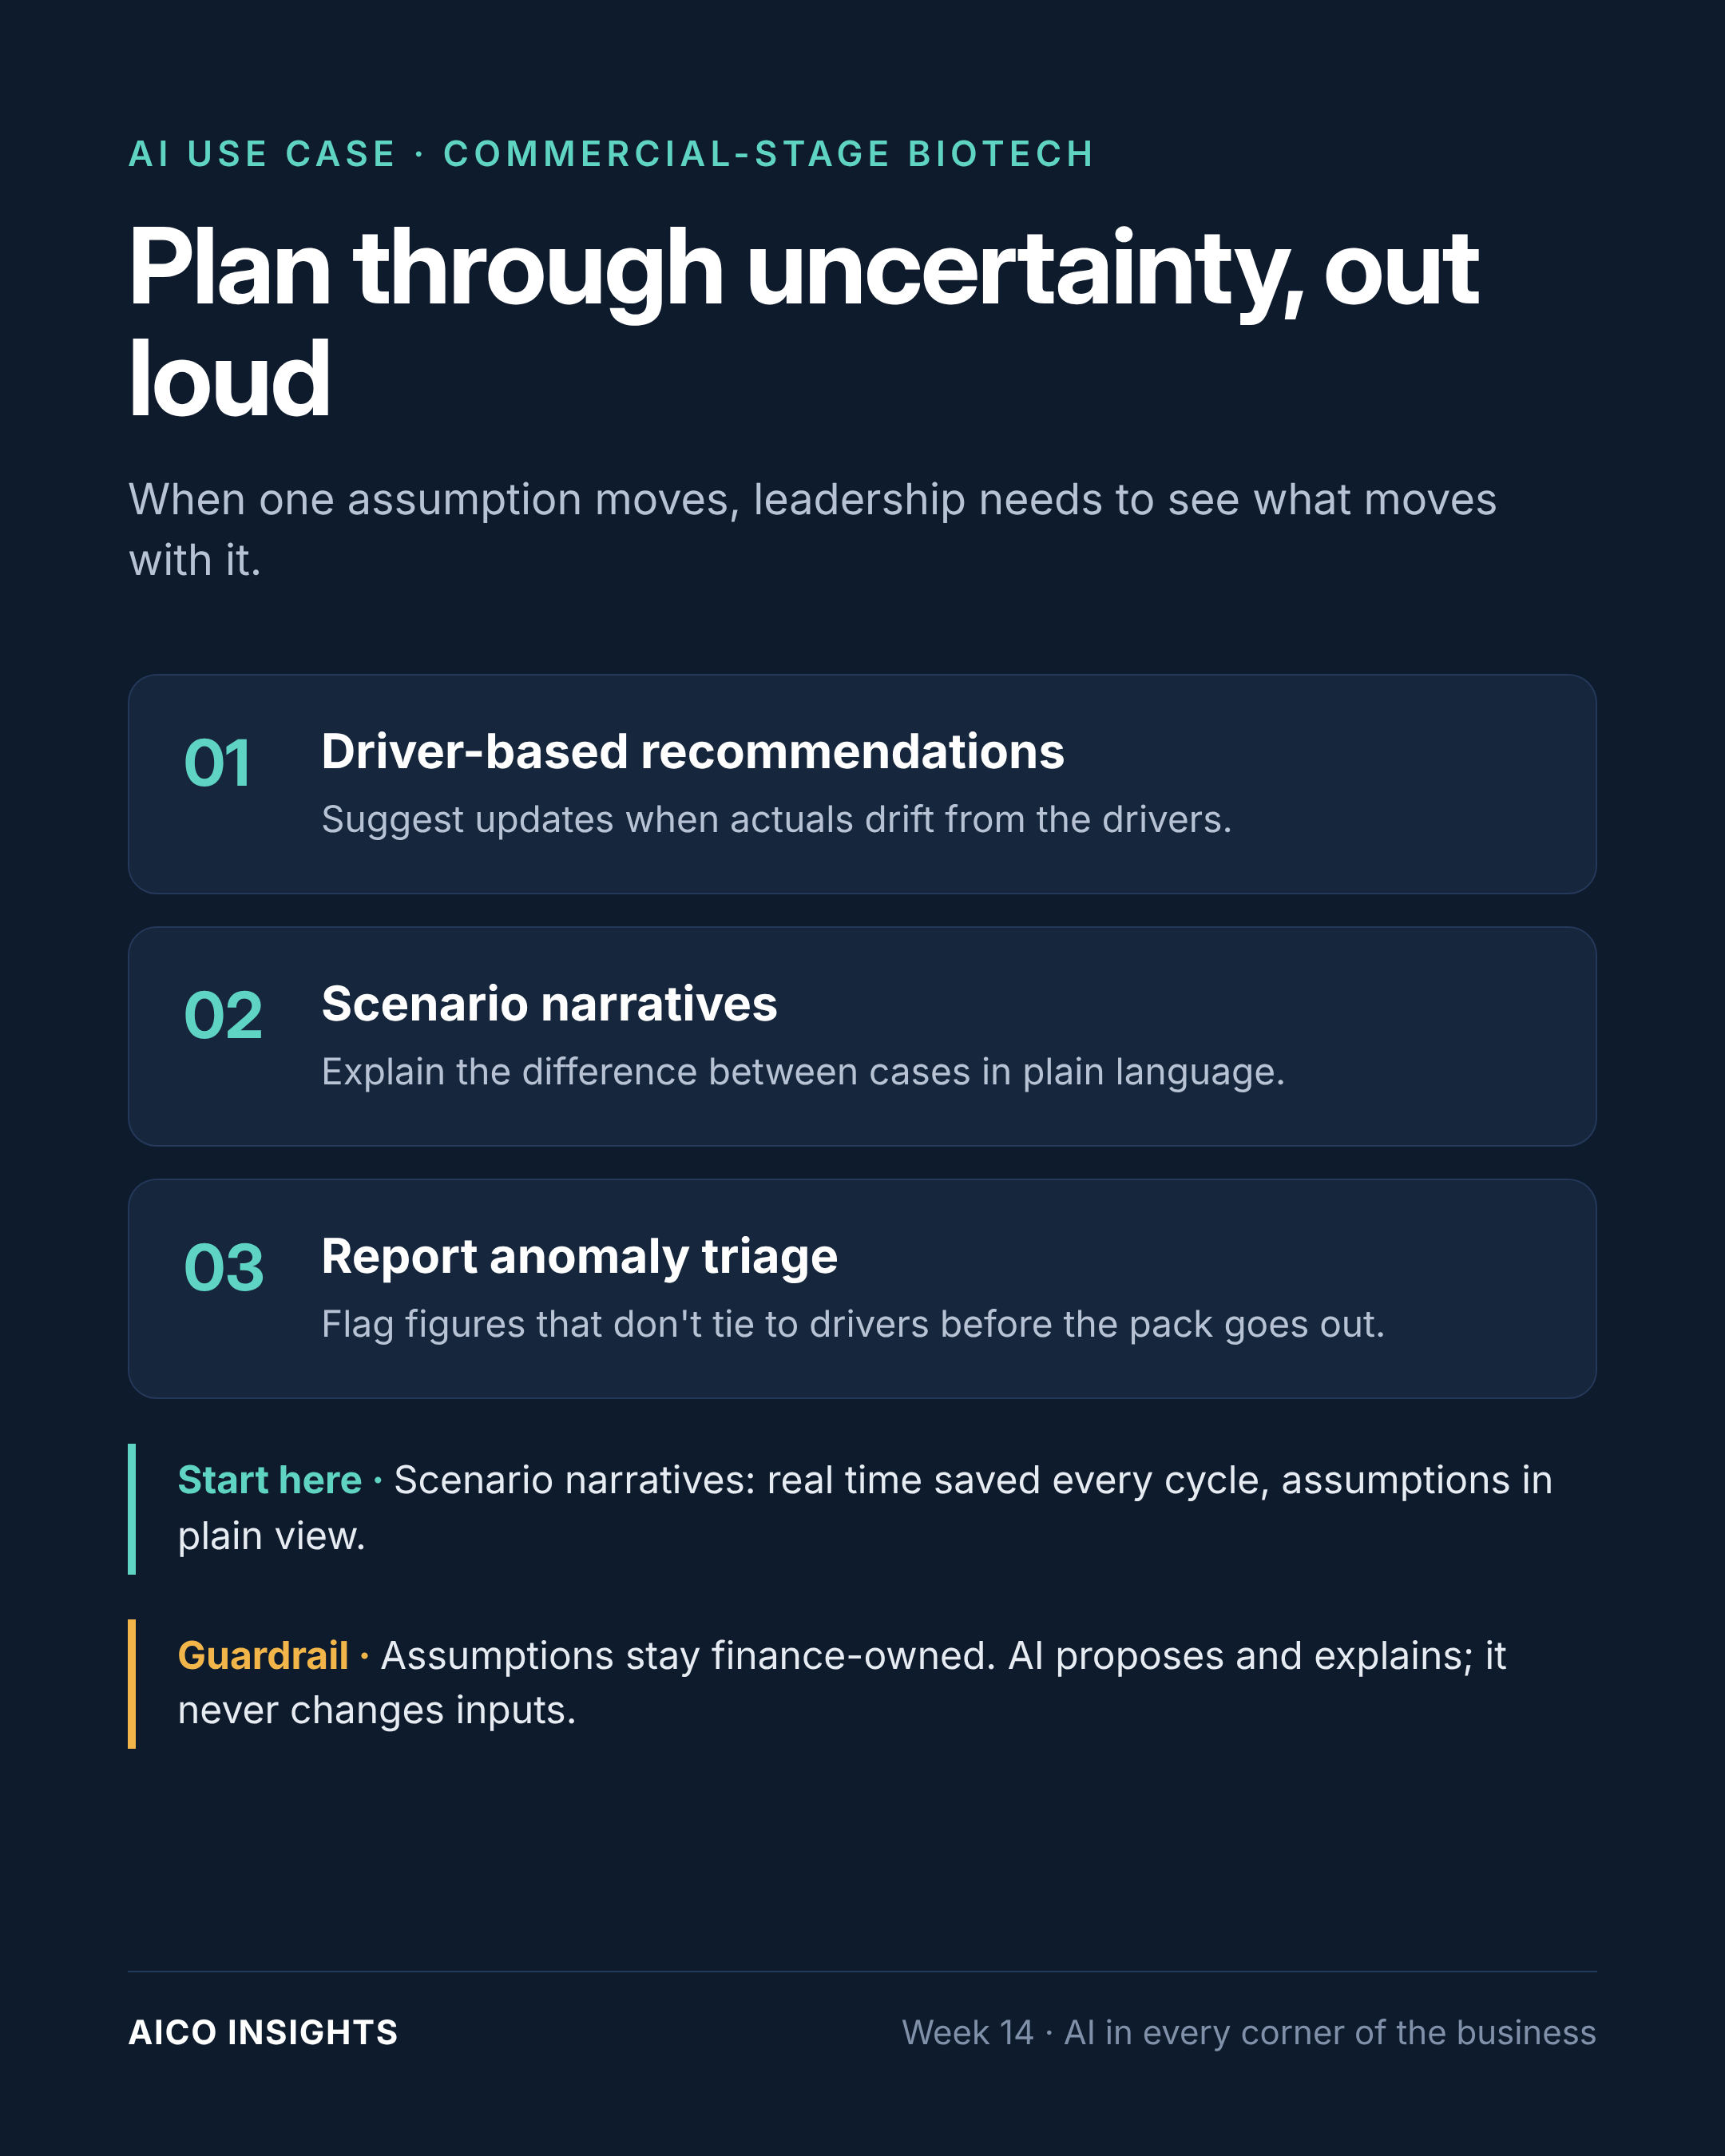 AI USE CASE · COMMERCIAL-STAGE BIOTECH
Plan through uncertainty, out
loud
When one assumption moves, leadership needs to see what moves
with it.
01
Driver-based recommendations
Suggest updates when actuals drift from the drivers.
02
Scenario narratives
Explain the difference between cases in plain language.
03
Report anomaly triage
Flag figures that don't tie to drivers before the pack goes out.
Start here · Scenario narratives: real time saved every cycle, assumptions in
plain view.
Guardrail · Assumptions stay finance-owned. AI proposes and explains; it
never changes inputs.
AICO INSIGHTS
Week 14 · AI in every corner of the business